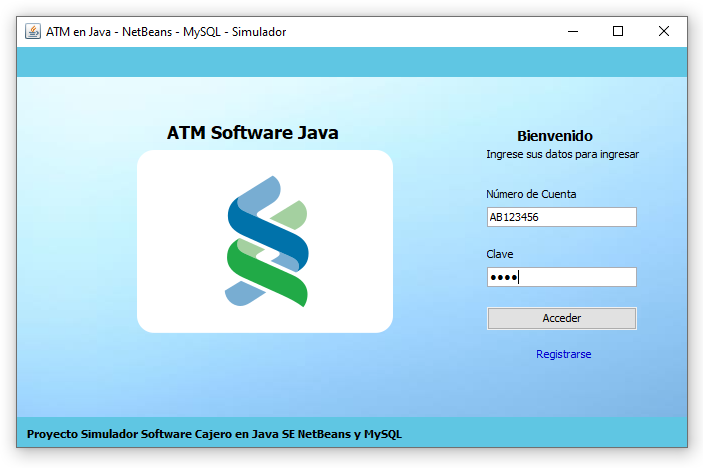 ATM en Java - NetBeans - MySQL - Simulador
ATM Software Java
Bienvenido
Ingrese sus datos para ingresar
Número de Cuenta
AB123456
Clave
●●●●
Acceder
Registrarse
Proyecto Simulador Software Cajero en Java SE NetBeans y MySQL